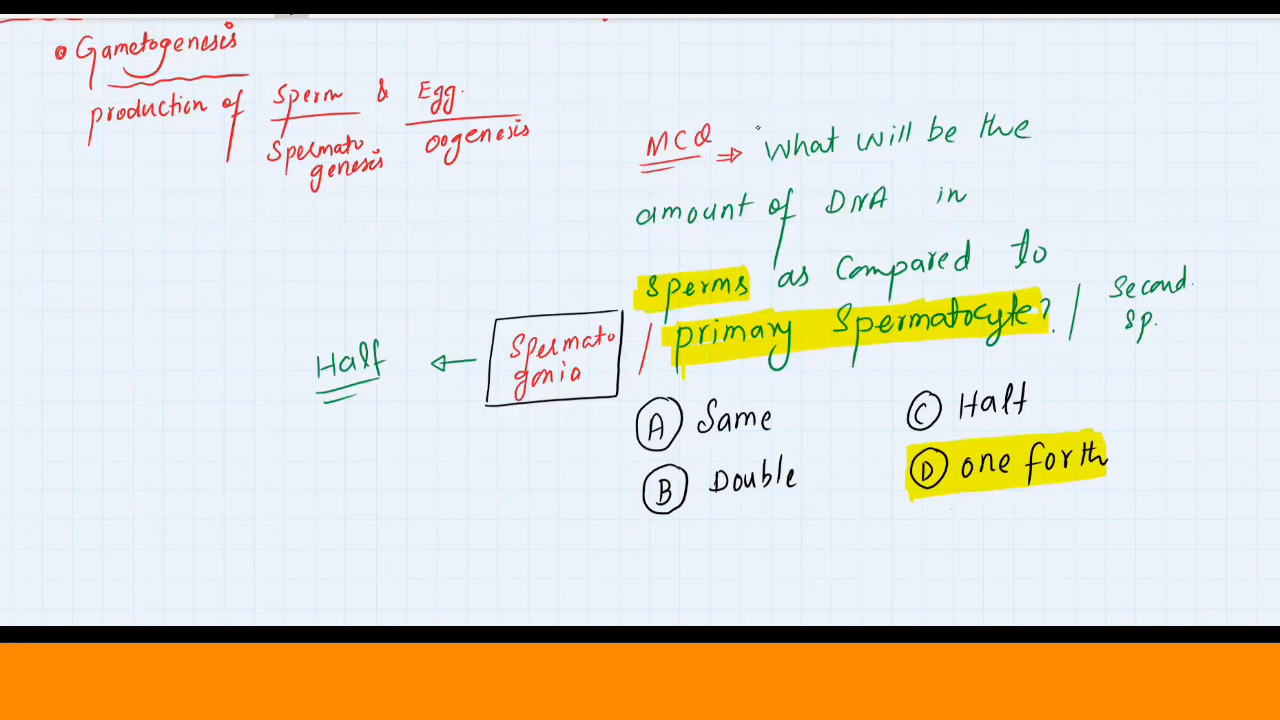 Gametogenesis
production of Sperm & Egg.
Spermato genesis
oogenesis
MCQ ⇒ What will be the
amount of DNA in
Sperms as compared to
primary Spermatocyte? / Second. Sp.
Half ← Spermato gonia /
A Same
B Double
C Half
D one forth